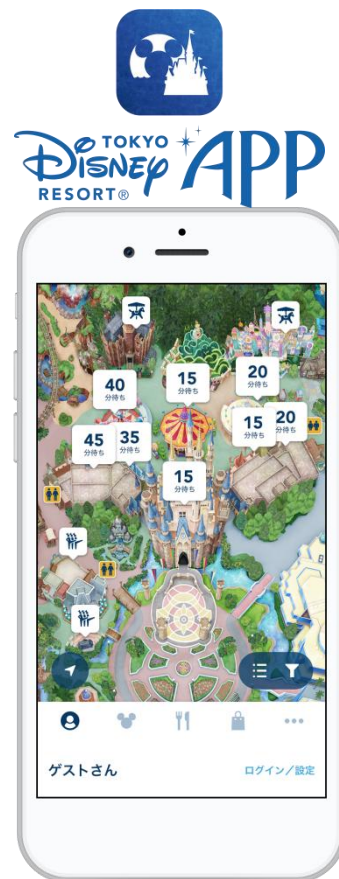 TOKYO
Disney APP
RESORT®
40
分待ち
15
分待ち
20
分待ち
45
分待ち
35
分待ち
15
分待ち
20
分待ち
15
分待ち
ゲストさん
ログイン/設定